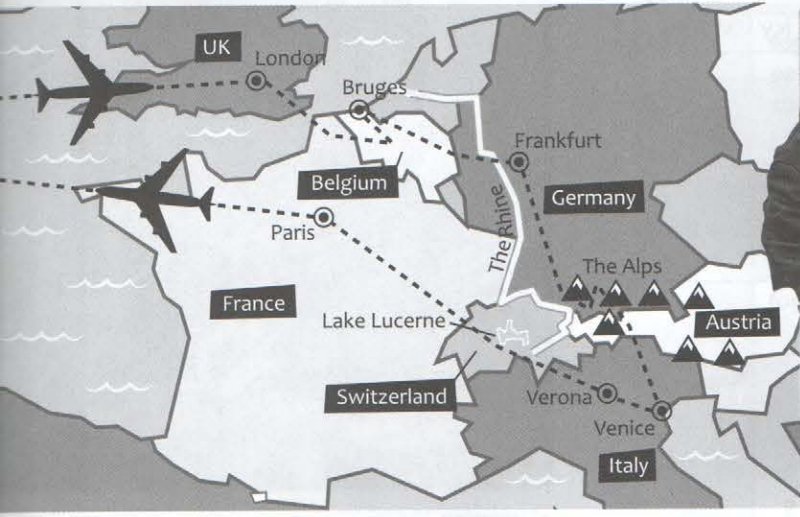 UK
London
Bruges
Frankfurt
Belgium
Germany
The Rhine
Paris
The Alps
France
Lake Lucerne
Austria
Switzerland
Verona
Venice
Italy